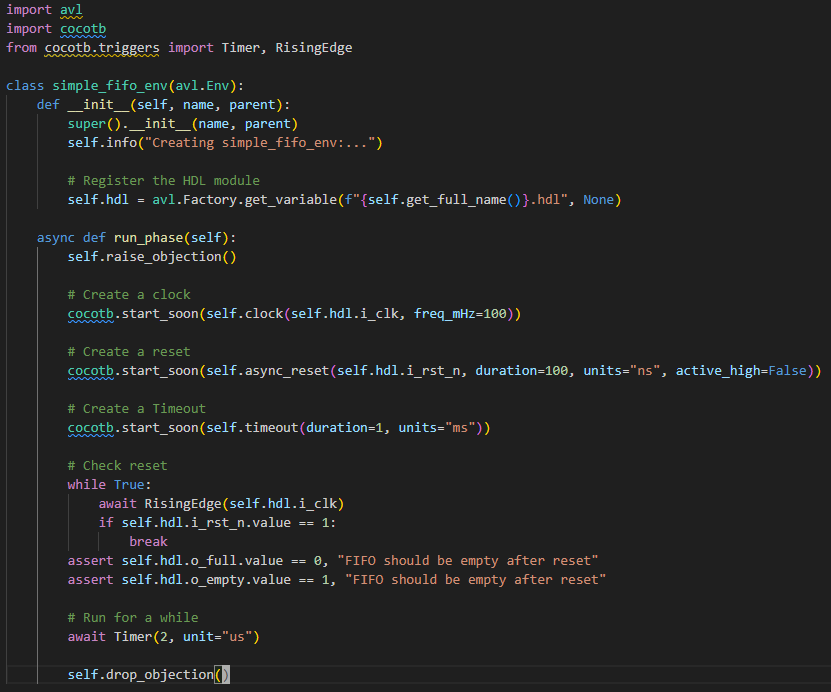 import avl
import cocotb
from cocotb.triggers import Timer, RisingEdge

class simple_fifo_env(avl.Env):
    def __init__(self, name, parent):
        super().__init__(name, parent)
        self.info("Creating simple_fifo_env:...")

        # Register the HDL module
        self.hdl = avl.Factory.get_variable(f"{self.get_full_name()}.hdl", None)

    async def run_phase(self):
        self.raise_objection()

        # Create a clock
        cocotb.start_soon(self.clock(self.hdl.i_clk, freq_mHz=100))

        # Create a reset
        cocotb.start_soon(self.async_reset(self.hdl.i_rst_n, duration=100, units="ns", active_high=False))

        # Create a Timeout
        cocotb.start_soon(self.timeout(duration=1, units="ms"))

        # Check reset
        while True:
            await RisingEdge(self.hdl.i_clk)
            if self.hdl.i_rst_n.value == 1:
                break
        assert self.hdl.o_full.value == 0, "FIFO should be empty after reset"
        assert self.hdl.o_empty.value == 1, "FIFO should be empty after reset"

        # Run for a while
        await Timer(2, unit="us")

        self.drop_objection()